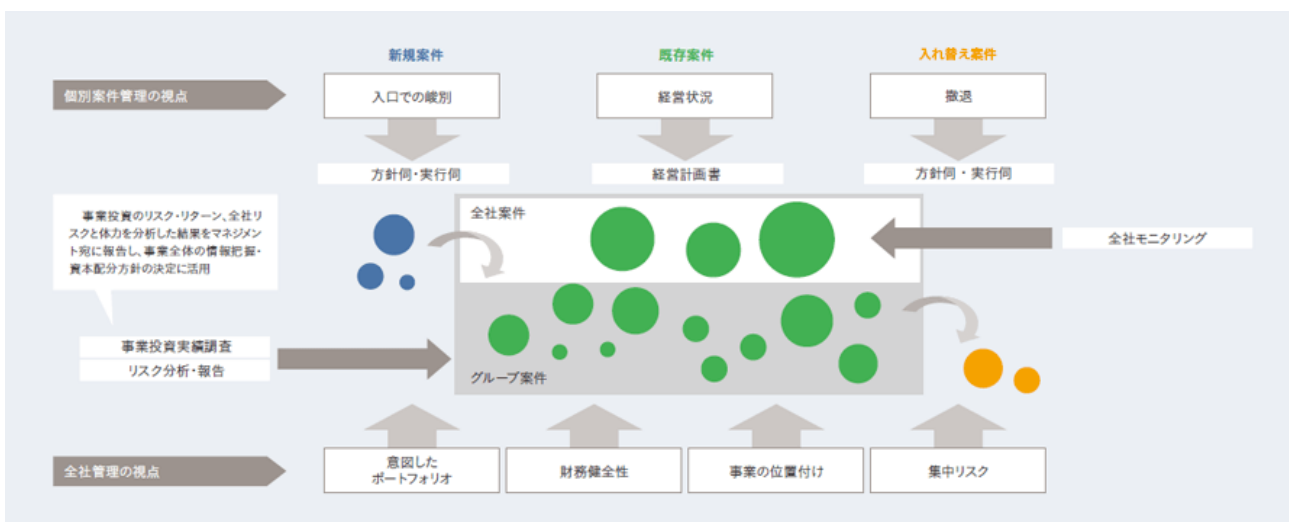 新規案件
既存案件
入れ替え案件
個別案件管理の視点
入口での峻別
経営状況
撤退
方針伺・実行伺
経営計画書
方針伺・実行伺
事業投資のリスク・リターン、全社リ
スクと体力を分析した結果をマネジメン
ト宛に報告し、事業全体の情報把握・
資本配分方針の決定に活用
全社案件
全社モニタリング
事業投資実績調査
リスク分析・報告
グループ案件
全社管理の視点
意図した
ポートフォリオ
財務健全性
事業の位置付け
集中リスク